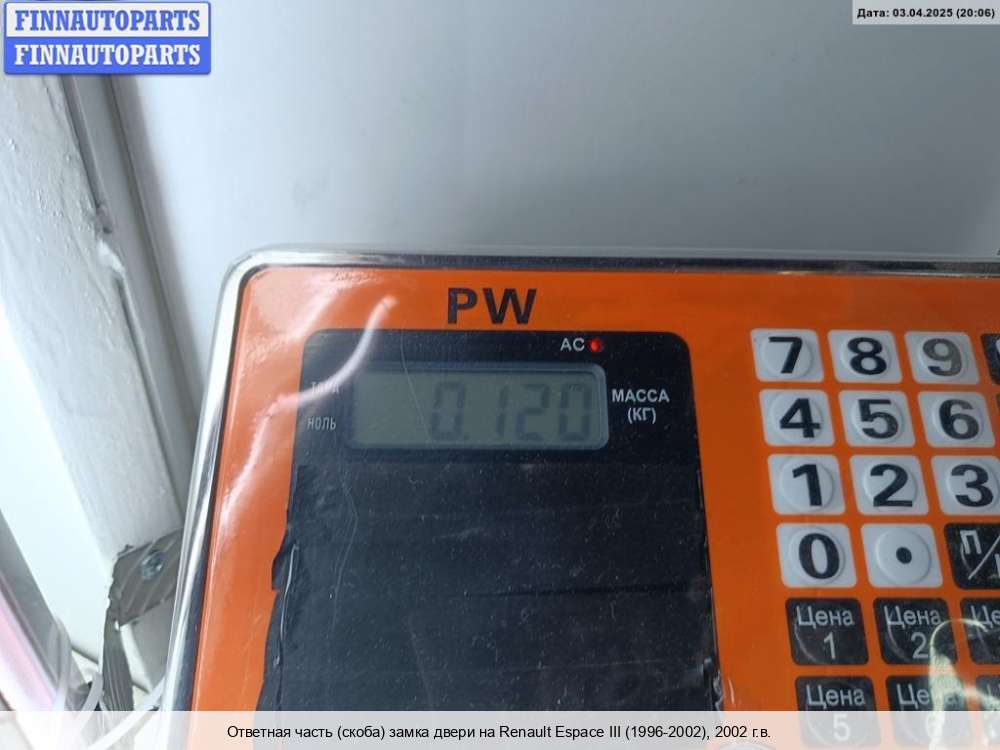 FINNAUTOPARTS
FINNAUTOPARTS
Дата: 03.04.2025 (20:06)
PW
AC
ТАРА
0.120
МАССА
(КГ)
НОЛЬ
7 8 9
4 5 6
1 2 3
0 .
Цена 1
Цена 2
Цена 5
Ответная часть (скоба) замка двери на Renault Espace III (1996-2002), 2002 г.в.